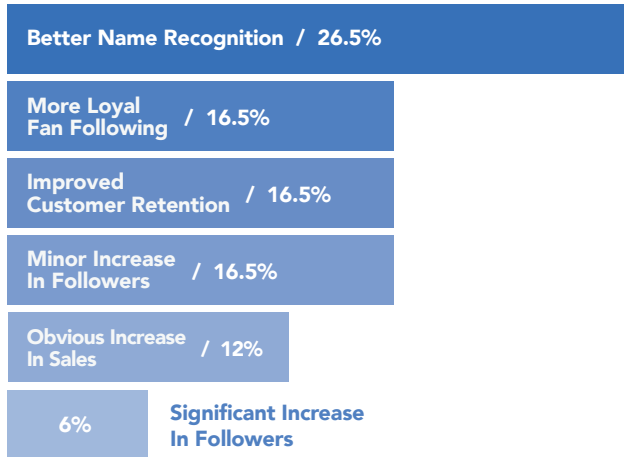 Better Name Recognition / 26.5%
More Loyal
Fan Following / 16.5%
Improved
Customer Retention / 16.5%
Minor Increase
In Followers / 16.5%
Obvious Increase
In Sales / 12%
6%
Significant Increase
In Followers